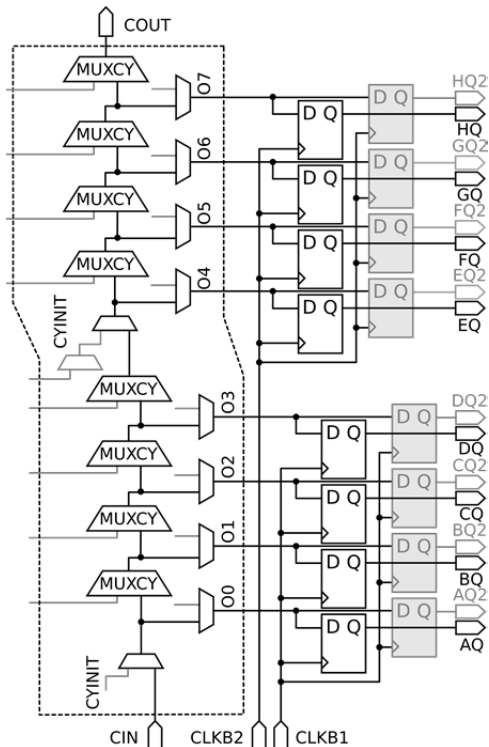 COUT
MUXCY
O7
D Q
D Q
HQ2
HQ
MUXCY
O6
D Q
D Q
GQ2
GQ
MUXCY
O5
D Q
D Q
FQ2
FQ
MUXCY
O4
D Q
D Q
EQ2
EQ
CYINIT
MUXCY
O3
D Q
D Q
DQ2
DQ
MUXCY
O2
D Q
D Q
CQ2
CQ
MUXCY
O1
D Q
D Q
BQ2
BQ
MUXCY
O0
D Q
D Q
AQ2
AQ
CYINIT
CIN
CLKB2
CLKB1